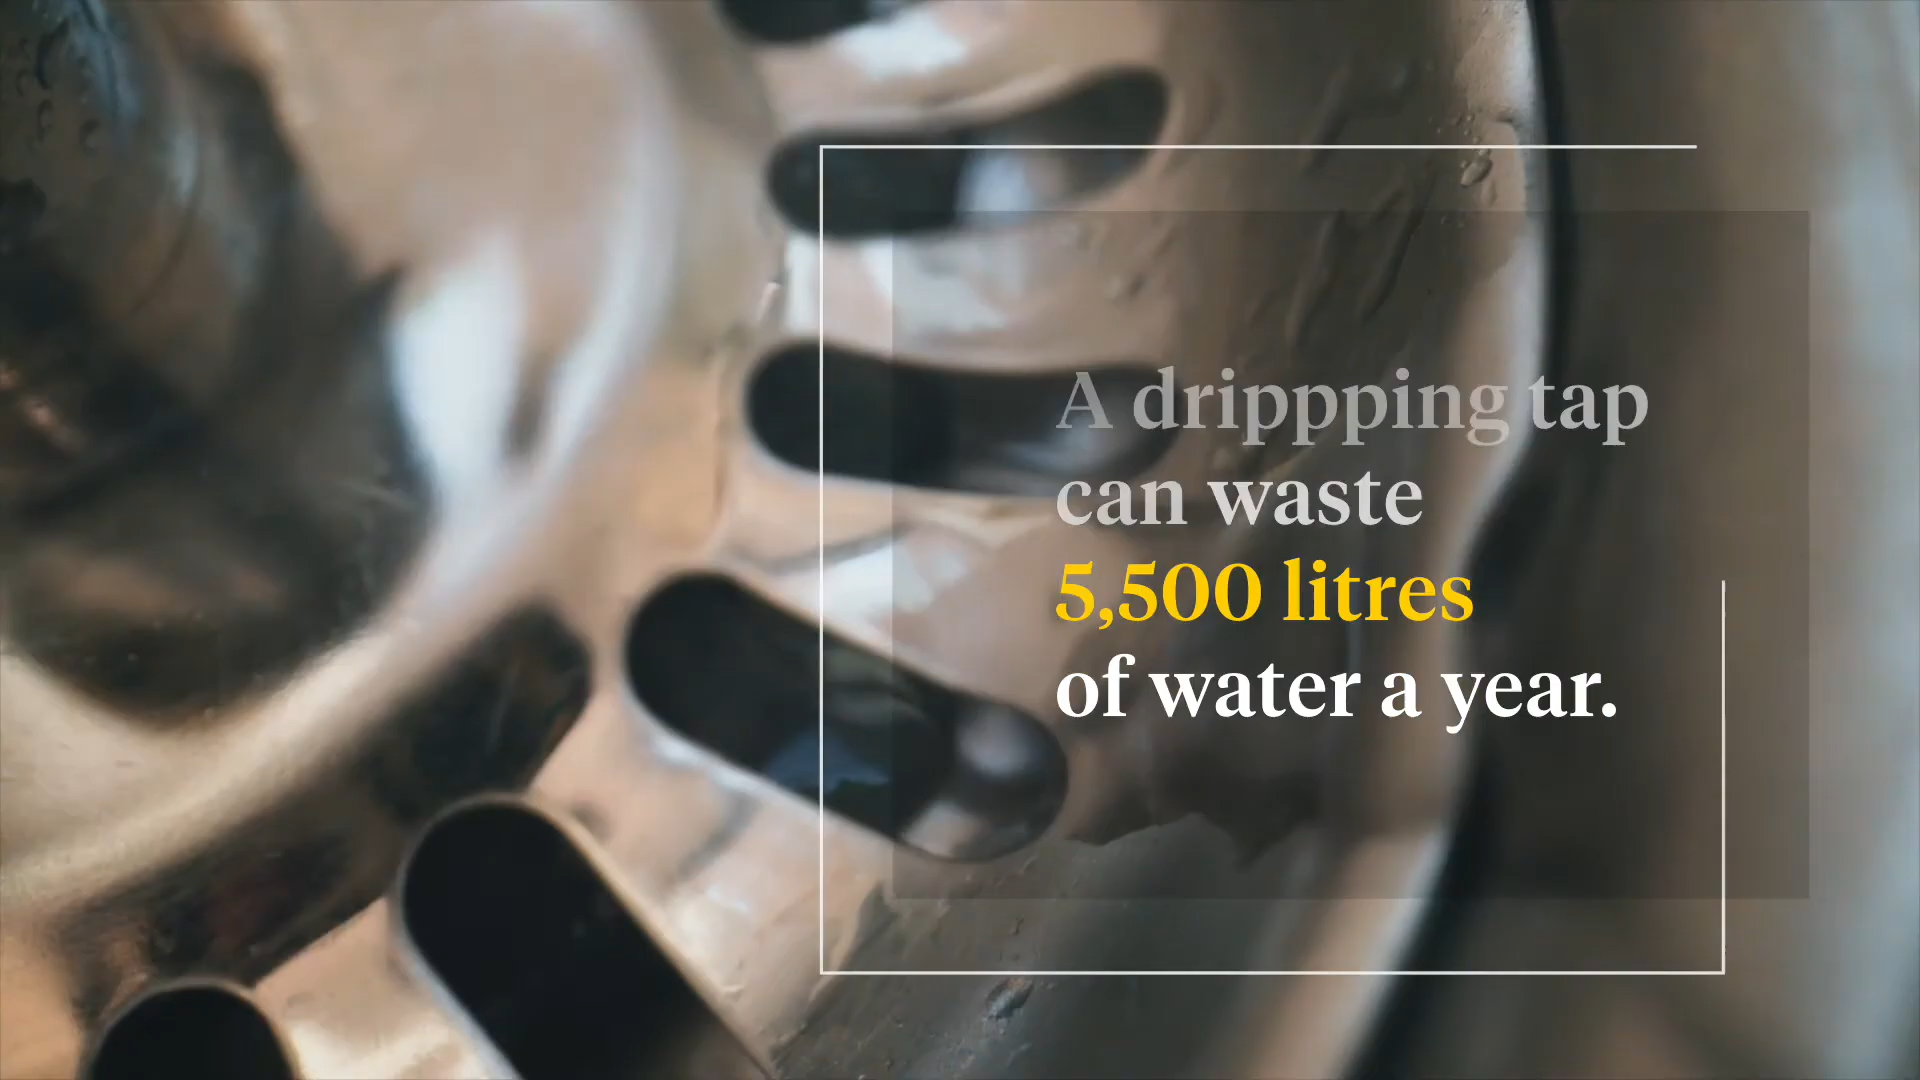 A drippping tap
can waste
5,500 litres
of water a year.